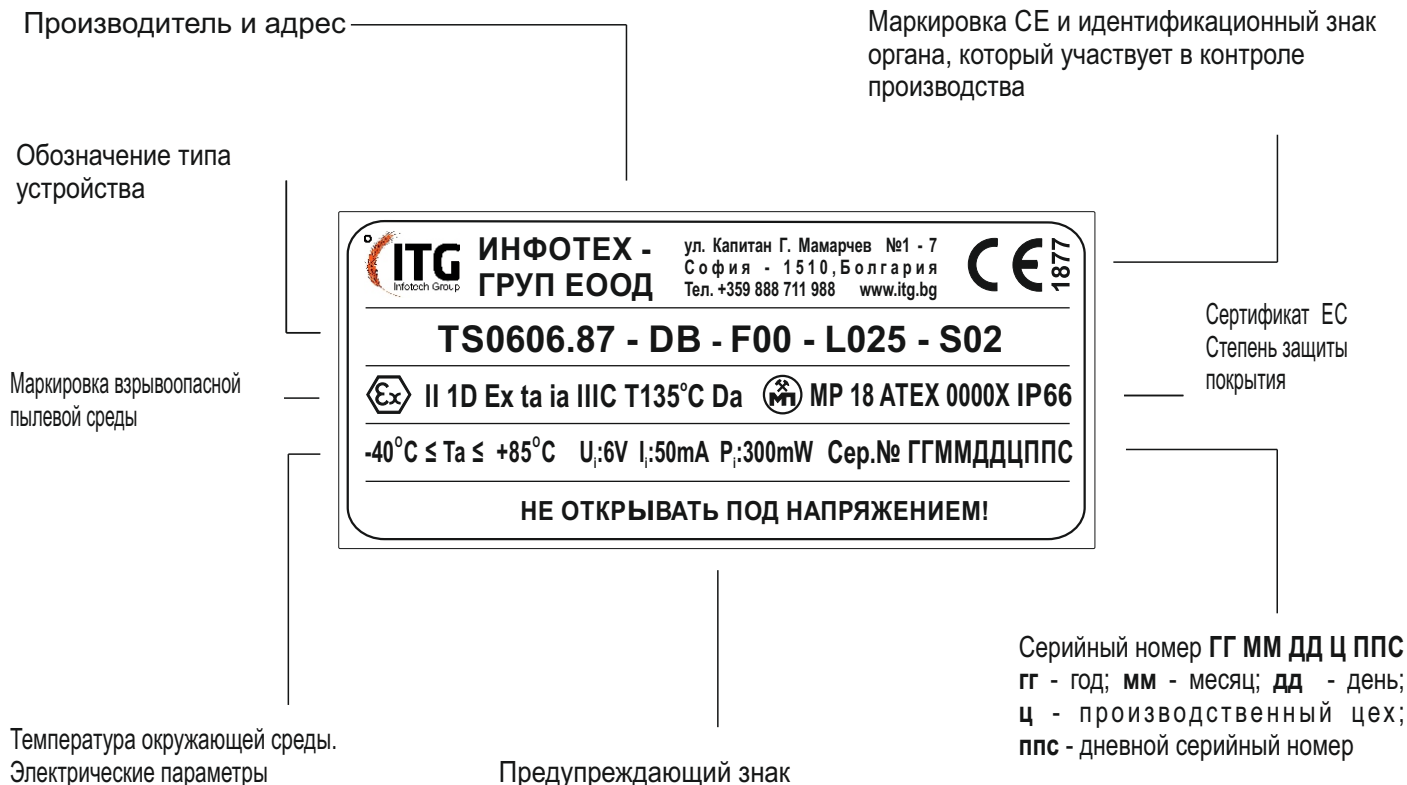 Производитель и адрес
Маркировка CE и идентификационный знак
органа, который участвует в контроле
производства
Обозначение типа
устройства
ITG
Infotech Group
ИНФОТЕХ -
ГРУП ЕООД
ул. Капитан Г. Мамарчев №1 - 7
София - 1510, Болгария
Тел. +359 888 711 988 www.itg.bg
CE 1877
TS0606.87 - DB - F00 - L025 - S02
Сертификат ЕС
Степень защиты
покрытия
Маркировка взрывоопасной
пылевой среды
Ex II 1D Ex ta ia IIIC T135°C Da МП MP 18 ATEX 0000X IP66
-40°C ≤ Ta ≤ +85°C Ui:6V Ii:50mA Pi:300mW Сер.№ ГГММДДЦППС
НЕ ОТКРЫВАТЬ ПОД НАПРЯЖЕНИЕМ!
Серийный номер ГГ ММ ДД Ц ППС
гг - год; мм - месяц; дд - день;
ц - производственный цех;
ппс - дневной серийный номер
Температура окружающей среды.
Электрические параметры
Предупреждающий знак